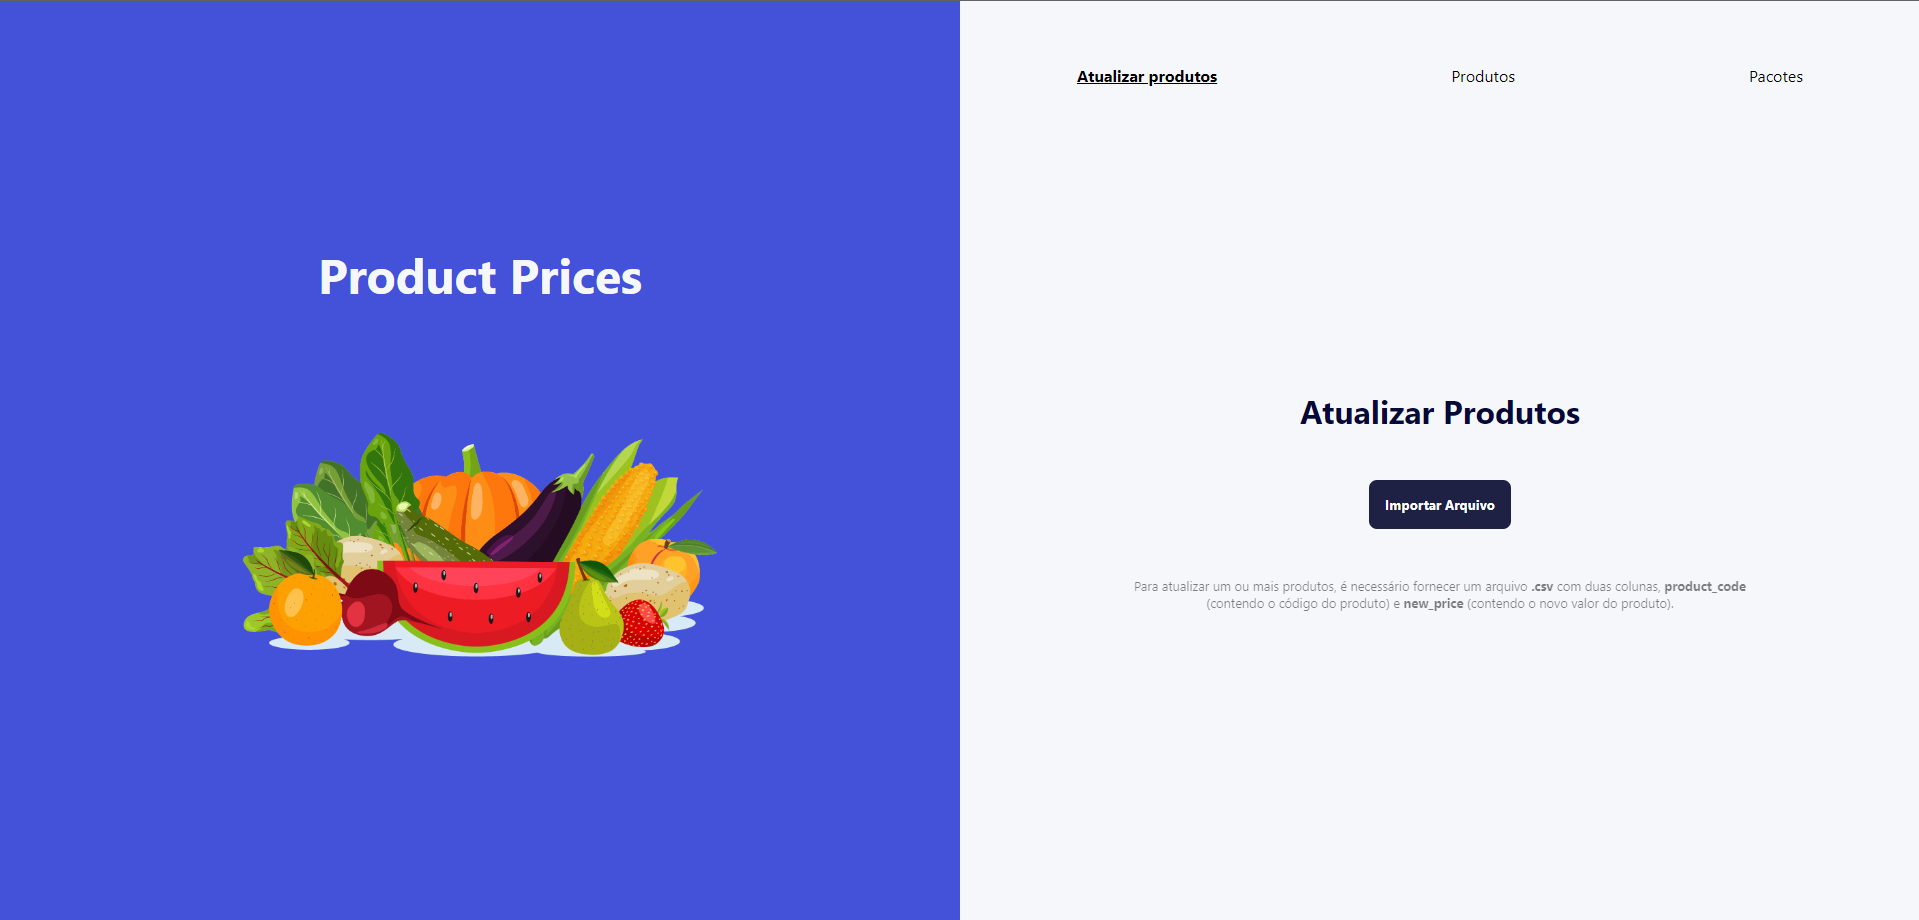 Product Prices
Atualizar produtos
Produtos
Pacotes
Atualizar Produtos
Importar Arquivo
Para atualizar um ou mais produtos, é necessário fornecer um arquivo .csv com duas colunas, product_code
(contendo o código do produto) e new_price (contendo o novo valor do produto).